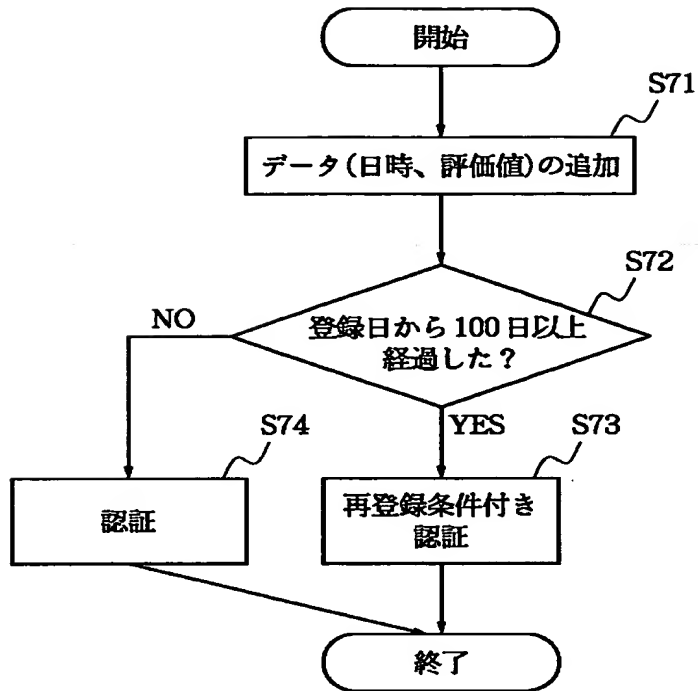 開始
S71
データ(日時、評価値)の追加
S72
NO
登録日から100日以上
経過した?
YES
S74
S73
認証
再登録条件付き
認証
終了